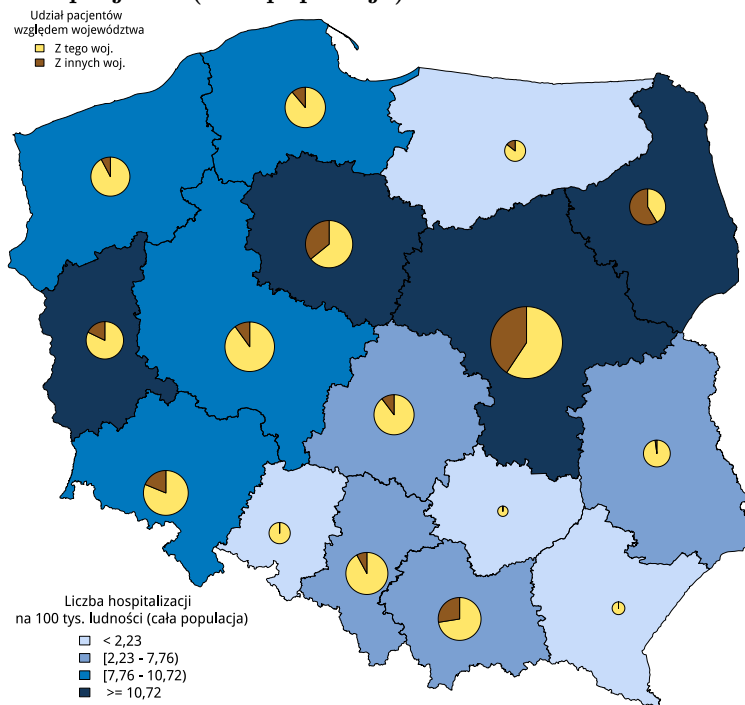 Udział pacjentów
względem województwa
Z tego woj.
Z innych woj.
Liczba hospitalizacji
na 100 tys. ludności (cała populacja)
< 2,23
[2,23 - 7,76)
[7,76 - 10,72)
>= 10,72